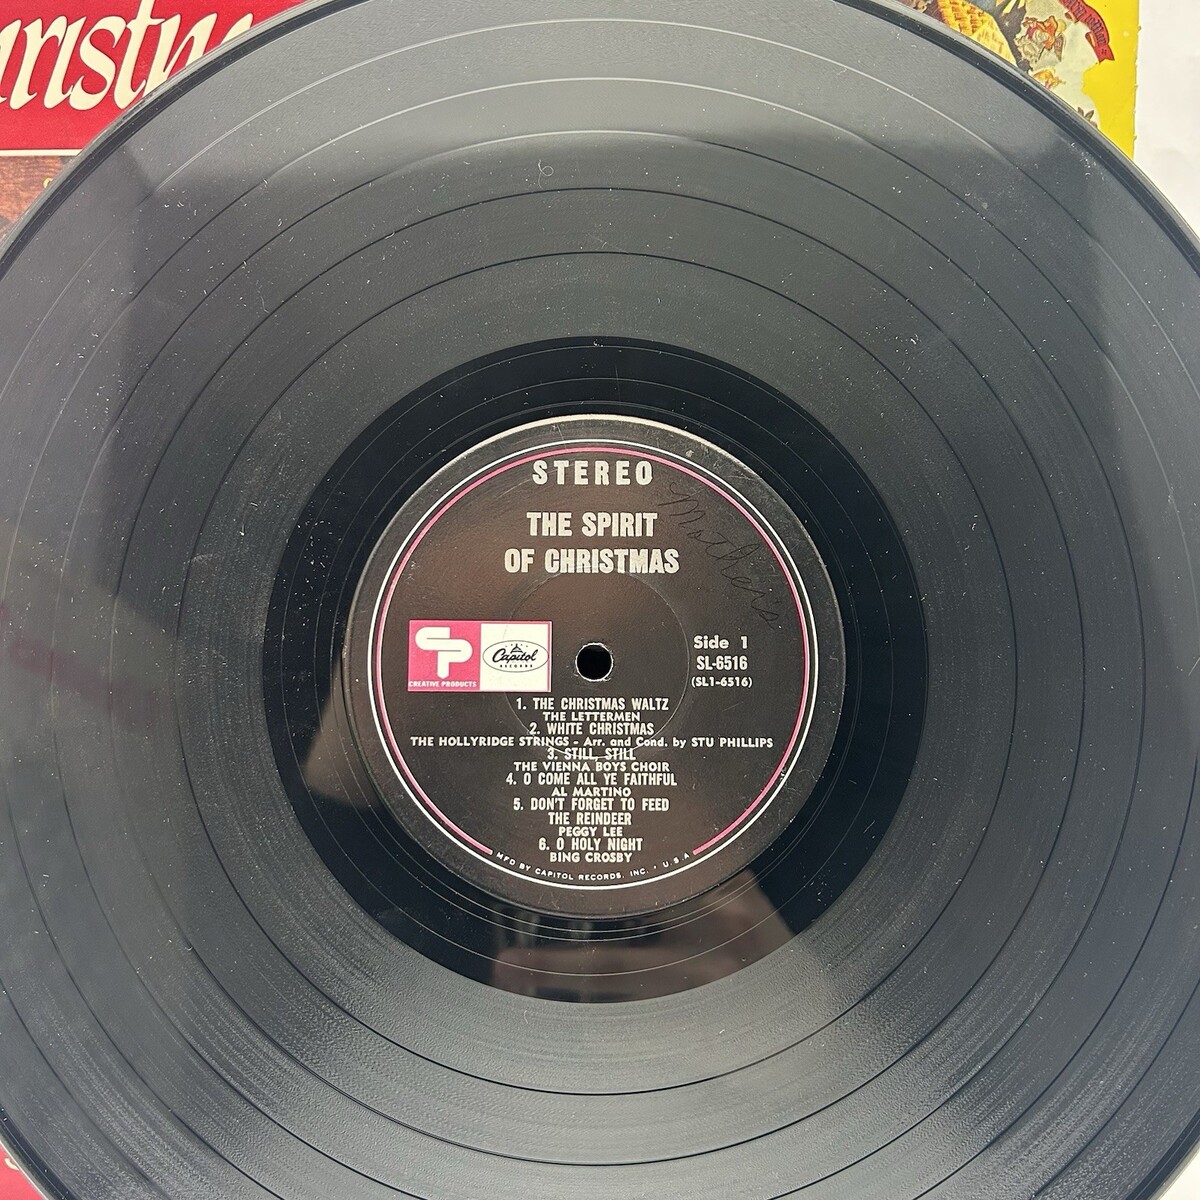 hristm
STEREO
Mother's
THE SPIRIT
OF CHRISTMAS
Side 1
SL-6516
(SL1-6516)
CP
CREATIVE PRODUCTS
Capitol
RECORDS
1. THE CHRISTMAS WALTZ
THE LETTERMEN
2. WHITE CHRISTMAS
THE HOLLYRIDGE STRINGS - Arr. and Cond. by STU PHILLIPS
3. STILL, STILL
THE VIENNA BOYS CHOIR
4. O COME ALL YE FAITHFUL
AL MARTINO
5. DON'T FORGET TO FEED
THE REINDEER
PEGGY LEE
6. O HOLY NIGHT
BING CROSBY
MFD BY CAPITOL RECORDS, INC. • U.S.A